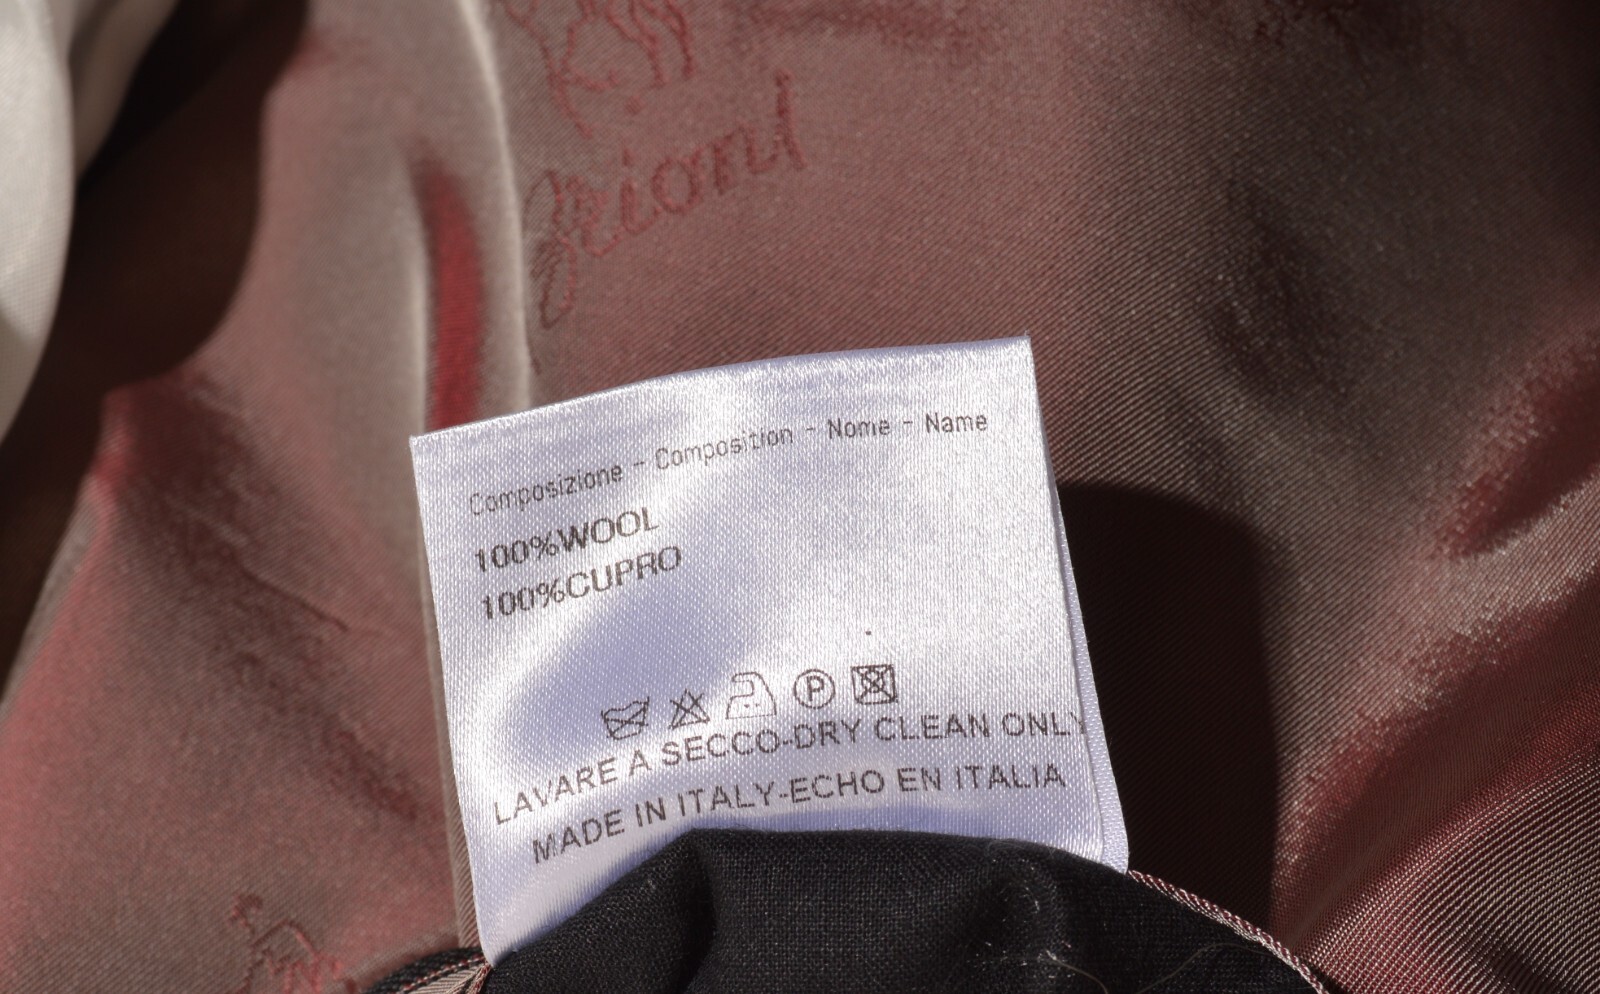 Composizione - Composition - Nome - Name
100%WOOL
100%CUPRO
P
LAVARE A SECCO-DRY CLEAN ONLY
MADE IN ITALY-ECHO EN ITALIA